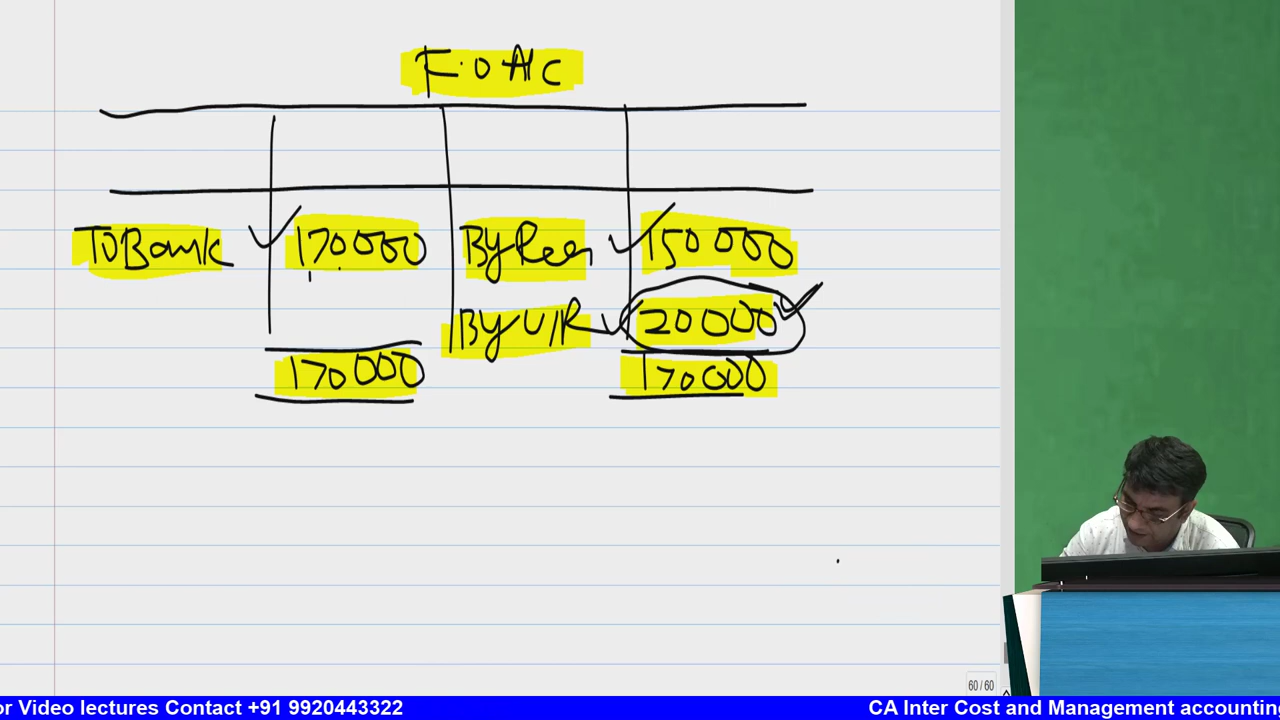 F.O A/C
To Bank 170000 By Rec 150000
By U/R 20000
170000 170000
60/60
or Video lectures Contact +91 9920443322
CA Inter Cost and Management accounting